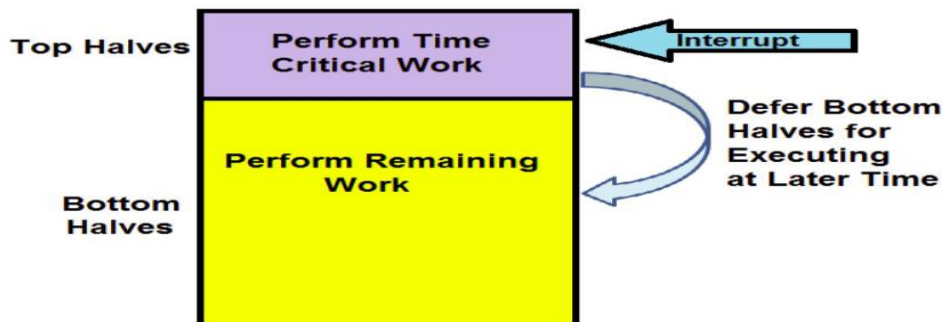 Top Halves
Perform Time
Critical Work
Interrupt
Defer Bottom
Halves for
Executing
at Later Time
Perform Remaining
Work
Bottom
Halves